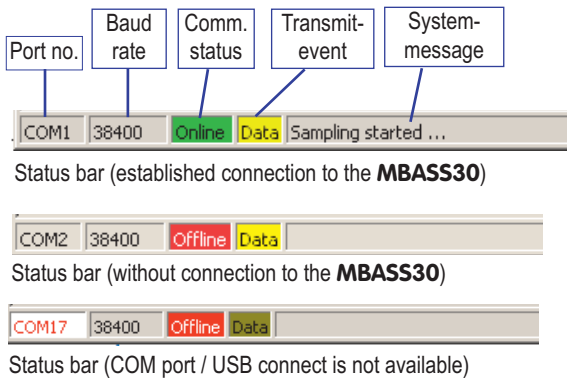 Port no.
Baud rate
Comm. status
Transmit-event
System-message
COM1 38400 Online Data Sampling started ...
Status bar (established connection to the MBASS30)
COM2 38400 Offline Data
Status bar (without connection to the MBASS30)
COM17 38400 Offline Data
Status bar (COM port / USB connect is not available)